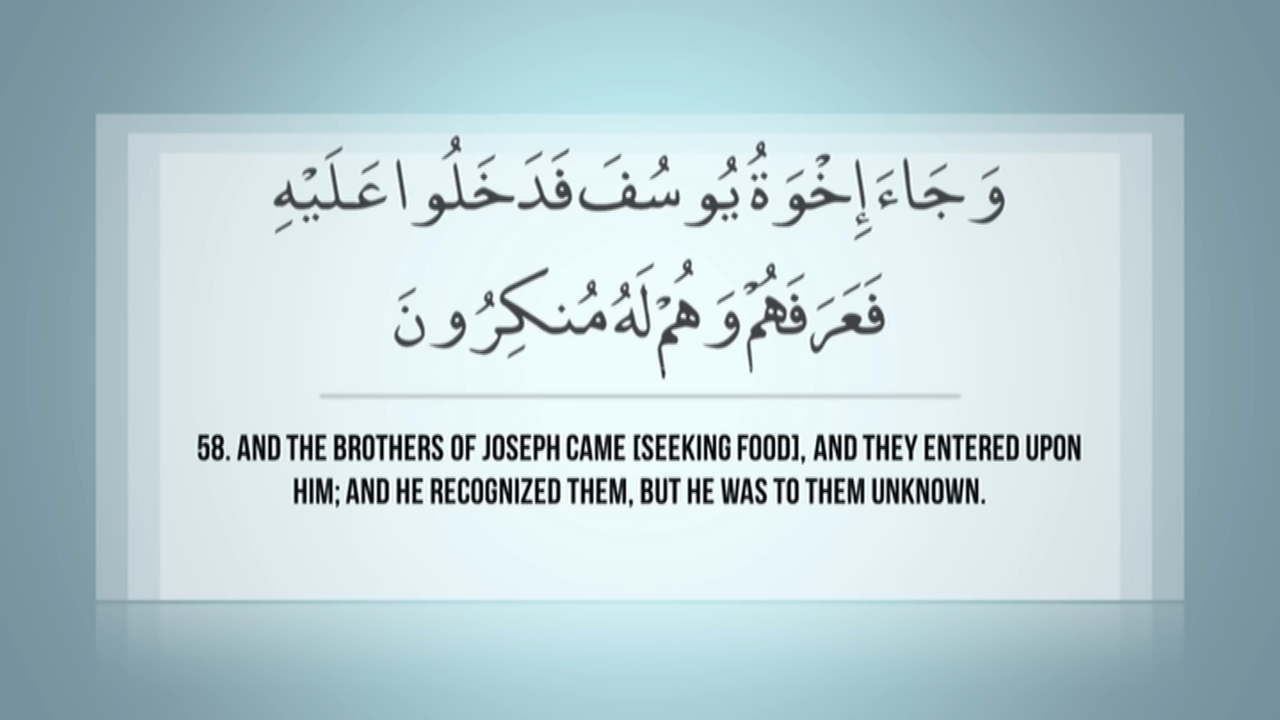 وَجَاءَ إِخْوَةُ يُوسُفَ فَدَخَلُوا عَلَيْهِ
فَعَرَفَهُمْ وَهُمْ لَهُ مُنكِرُونَ
58. AND THE BROTHERS OF JOSEPH CAME [SEEKING FOOD], AND THEY ENTERED UPON
HIM; AND HE RECOGNIZED THEM, BUT HE WAS TO THEM UNKNOWN.